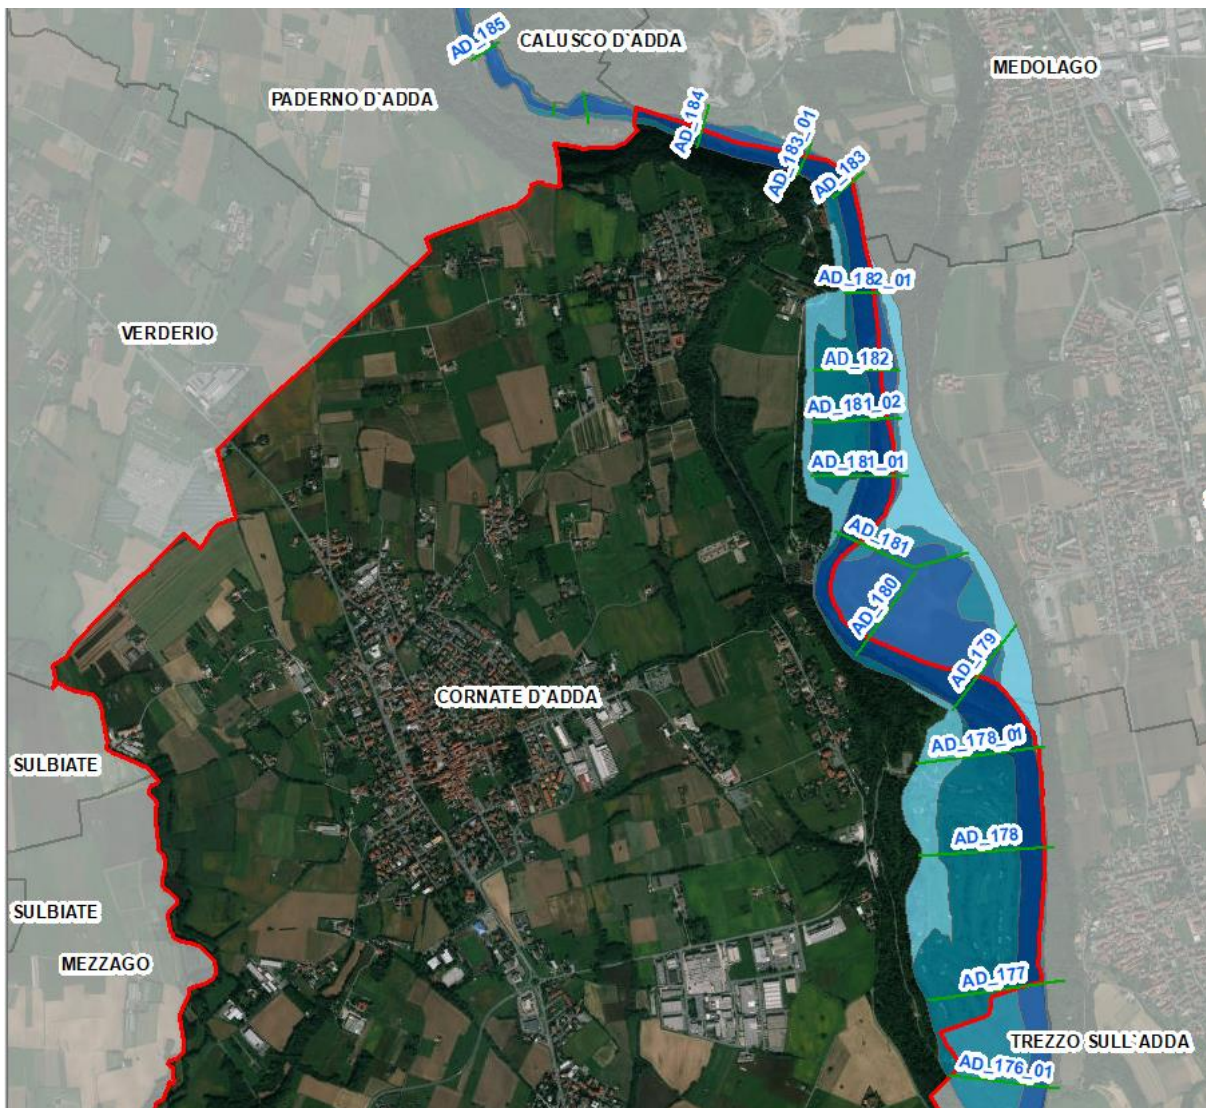 AD_185
CALUSCO D`ADDA
MEDOLAGO
PADERNO D`ADDA
AD_184
AD_183_01
AD_183
AD_182_01
VERDERIO
AD_182
AD_181_02
AD_181_01
AD_181
AD_180
AD_179
CORNATE D`ADDA
AD_178_01
SULBIATE
AD_178
SULBIATE
MEZZAGO
AD_177
TREZZO SULL`ADDA
AD_176_01